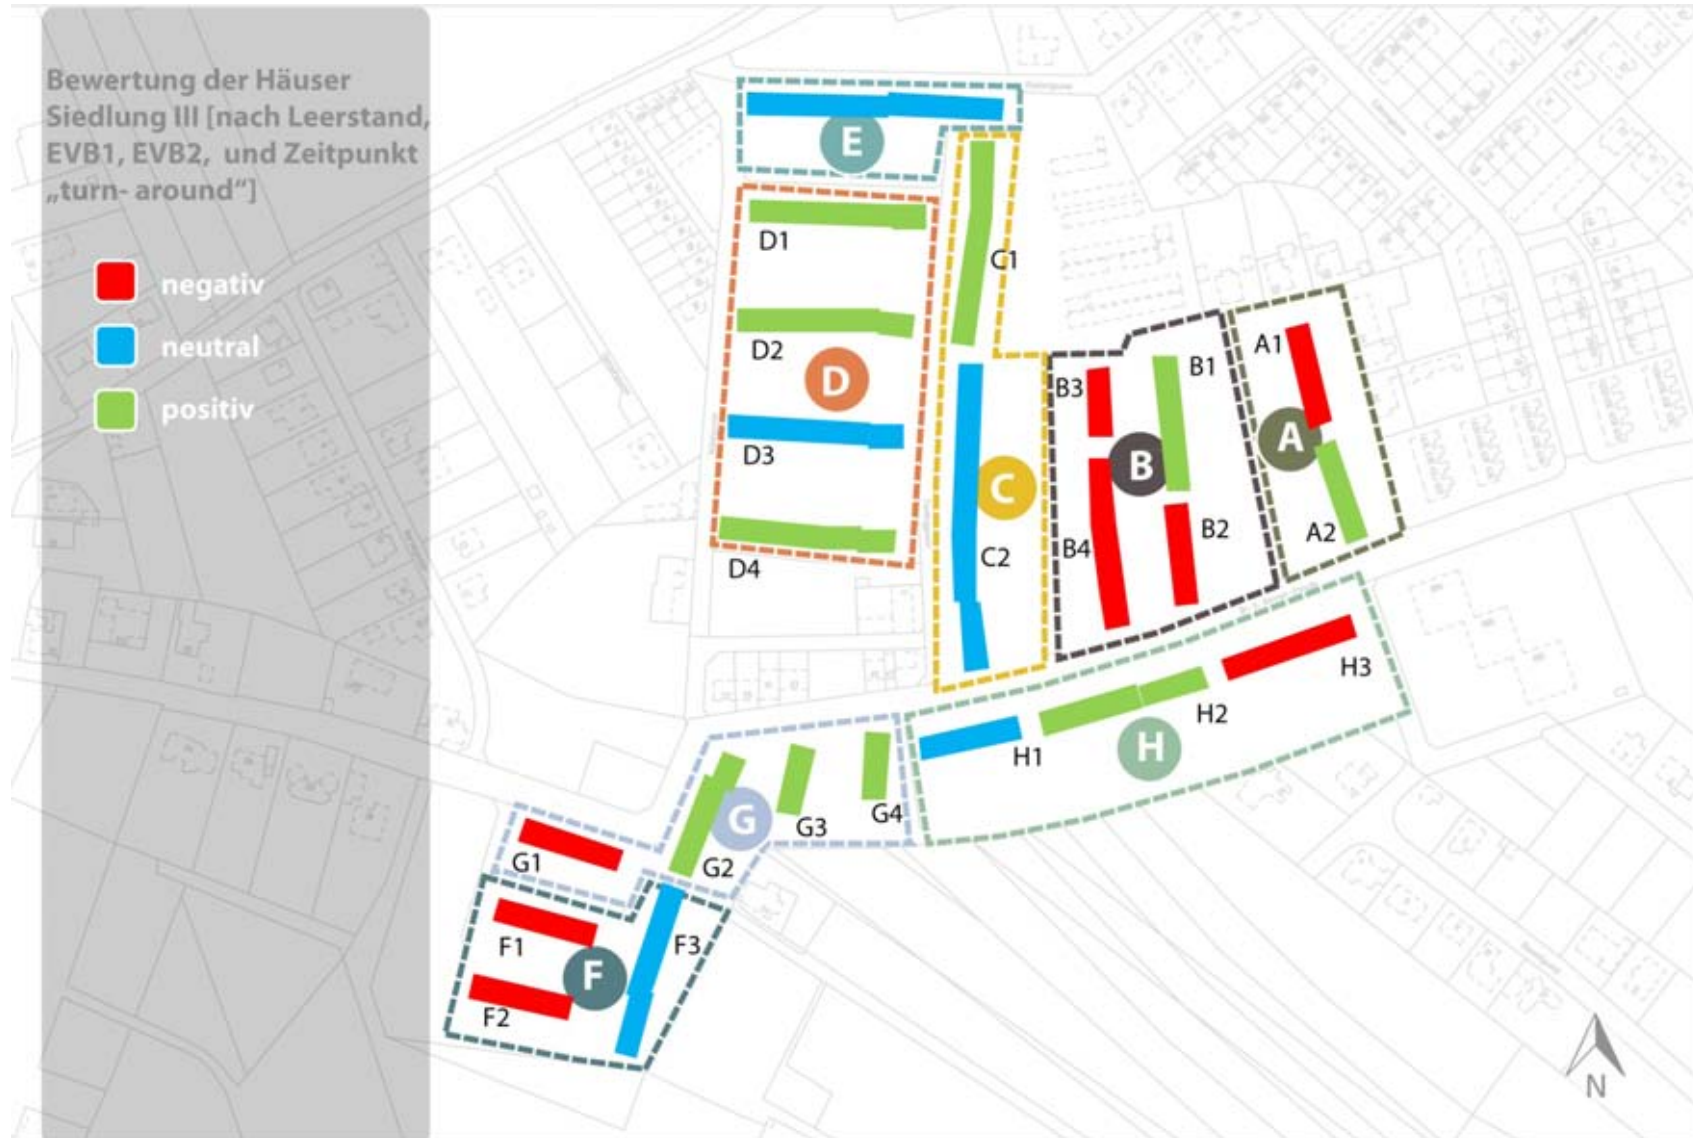 Bewertung der Häuser
Siedlung III [nach Leerstand,
EVB1, EVB2, und Zeitpunkt
„turn- around“]
negativ
neutral
positiv
E
D1
D2
D
D3
D4
C1
C
C2
B3
B1
B
B4
B2
A1
A
A2
H3
H2
H1
H
G
G1
G2
G3
G4
F1
F
F2
F3
N